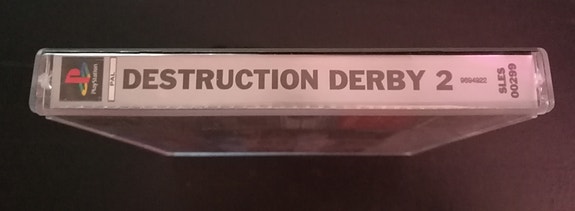 PlayStation
PAL
DESTRUCTION DERBY 2
SLES
00299